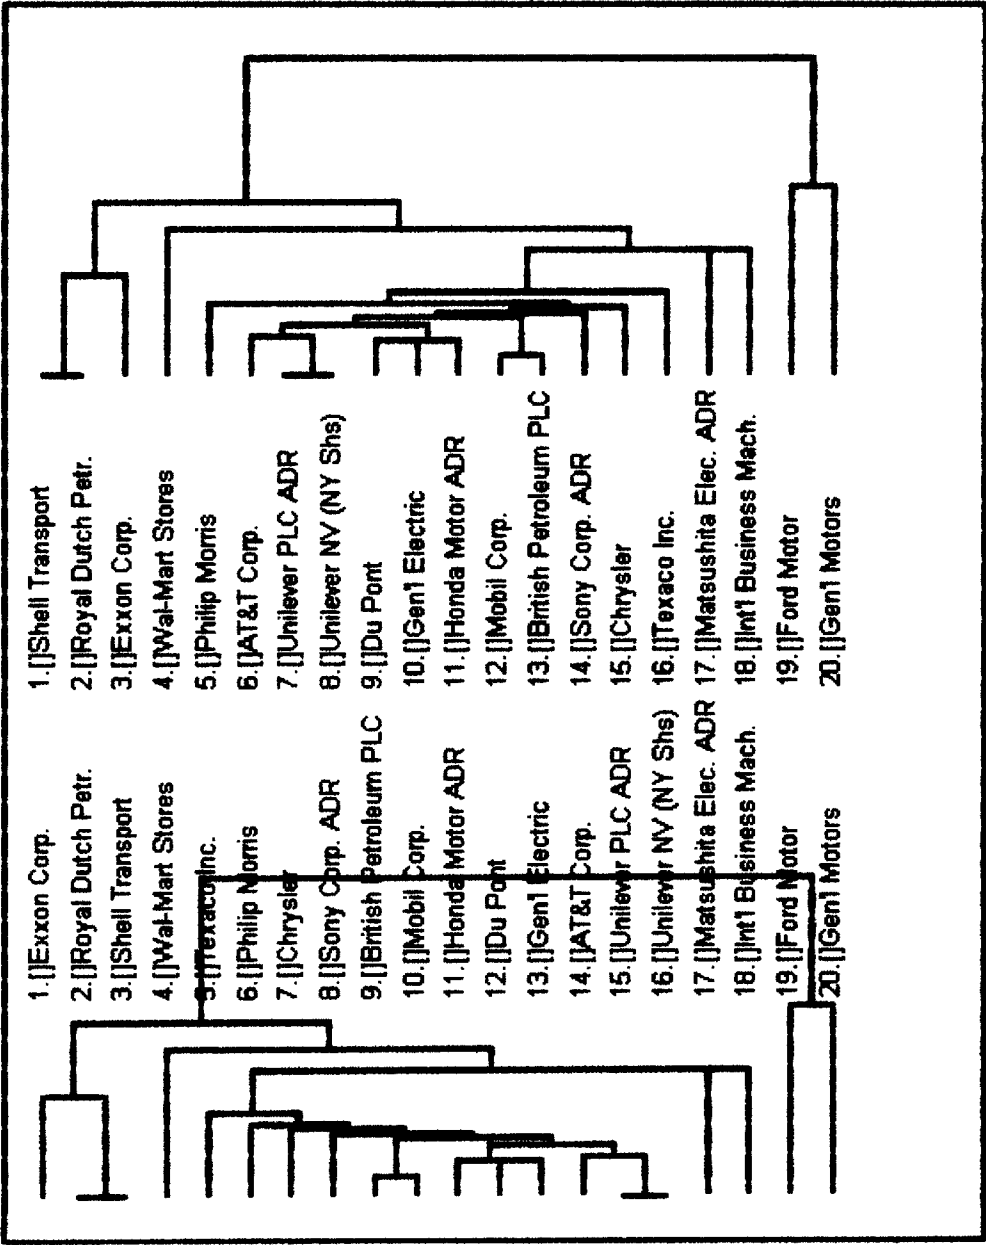 1.[]Shell Transport
2.[]Royal Dutch Petr.
3.[]Exxon Corp.
4.[]Wal-Mart Stores
5.[]Philip Morris
6.[]AT&T Corp.
7.[]Unilever PLC ADR
8.[]Unilever NV (NY Shs)
9.[]Du Pont
10.[]Gen'l Electric
11.[]Honda Motor ADR
12.[]Mobil Corp.
13.[]British Petroleum PLC
14.[]Sony Corp. ADR
15.[]Chrysler
16.[]Texaco Inc.
17.[]Matsushita Elec. ADR
18.[]Int'l Business Mach.
19.[]Ford Motor
20.[]Gen'l Motors
1.[]Exxon Corp.
2.[]Royal Dutch Petr.
3.[]Shell Transport
4.[]Wal-Mart Stores
5.[]Texaco Inc.
6.[]Philip Morris
7.[]Chrysler
8.[]Sony Corp. ADR
9.[]British Petroleum PLC
10.[]Mobil Corp.
11.[]Honda Motor ADR
12.[]Du Pont
13.[]Gen'l Electric
14.[]AT&T Corp.
15.[]Unilever PLC ADR
16.[]Unilever NV (NY Shs)
17.[]Matsushita Elec. ADR
18.[]Int'l Business Mach.
19.[]Ford Motor
20.[]Gen'l Motors